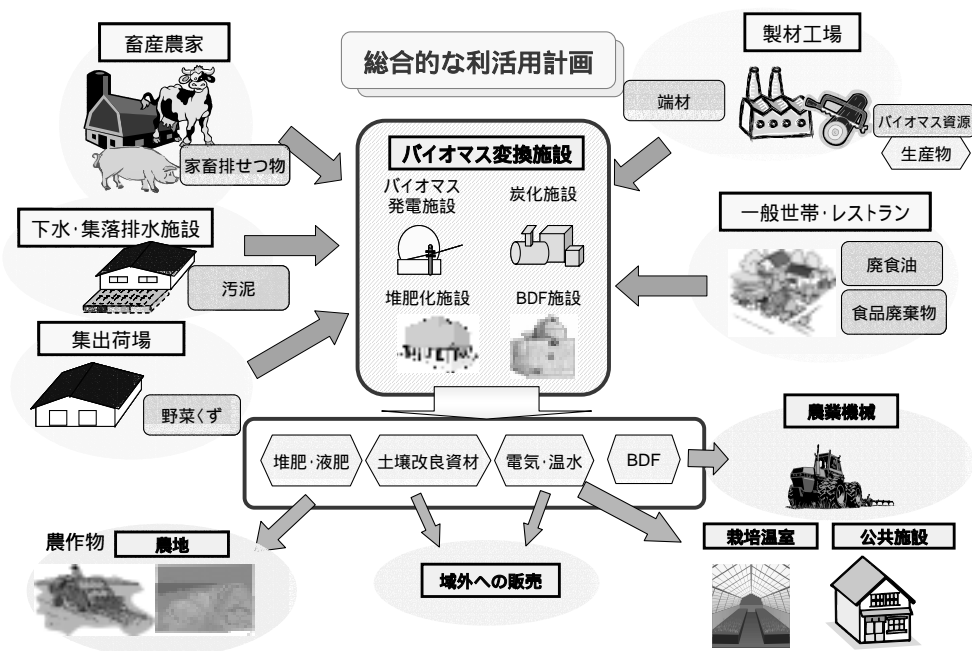 総合的な利活用計画
畜産農家
家畜排せつ物
下水・集落排水施設
汚泥
集出荷場
野菜くず
バイオマス変換施設
バイオマス
発電施設
炭化施設
堆肥化施設
BDF施設
製材工場
端材
バイオマス資源
生産物
一般世帯・レストラン
廃食油
食品廃棄物
堆肥・液肥
土壌改良資材
電気・温水
BDF
農業機械
農作物
農地
域外への販売
栽培温室
公共施設